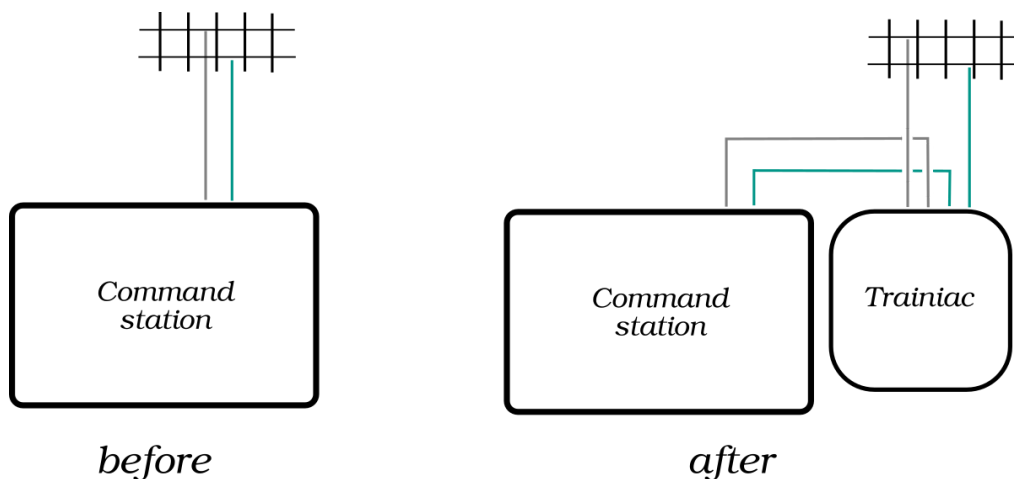 Command
station
before
Command
station
Trainiac
after